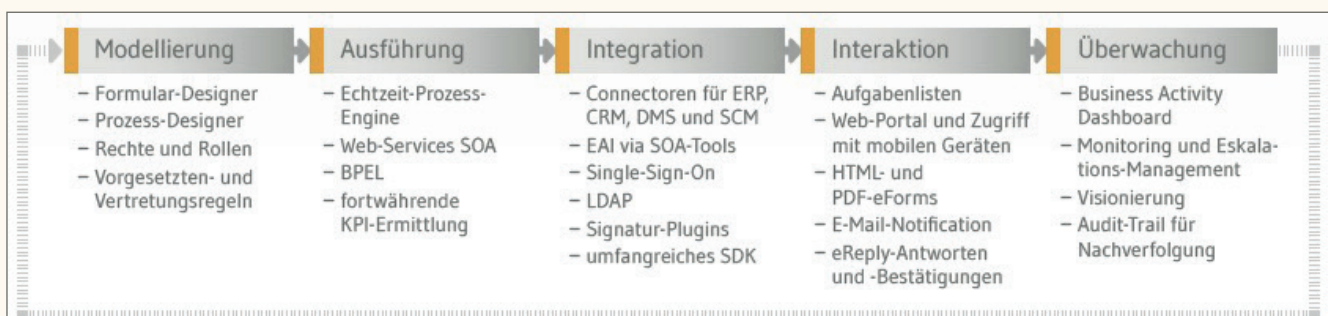 Modellierung
– Formular-Designer
– Prozess-Designer
– Rechte und Rollen
– Vorgesetzten- und
Vertretungsregeln
Ausführung
– Echtzeit-Prozess-
Engine
– Web-Services SOA
– BPEL
– fortwährende
KPI-Ermittlung
Integration
– Connectoren für ERP,
CRM, DMS und SCM
– EAI via SOA-Tools
– Single-Sign-On
– LDAP
– Signatur-Plugins
– umfangreiches SDK
Interaktion
– Aufgabenlisten
– Web-Portal und Zugriff
mit mobilen Geräten
– HTML- und
PDF-eForms
– E-Mail-Notification
– eReply-Antworten
und -Bestätigungen
Überwachung
– Business Activity
Dashboard
– Monitoring und Eskala-
tions-Management
– Visionierung
– Audit-Trail für
Nachverfolgung